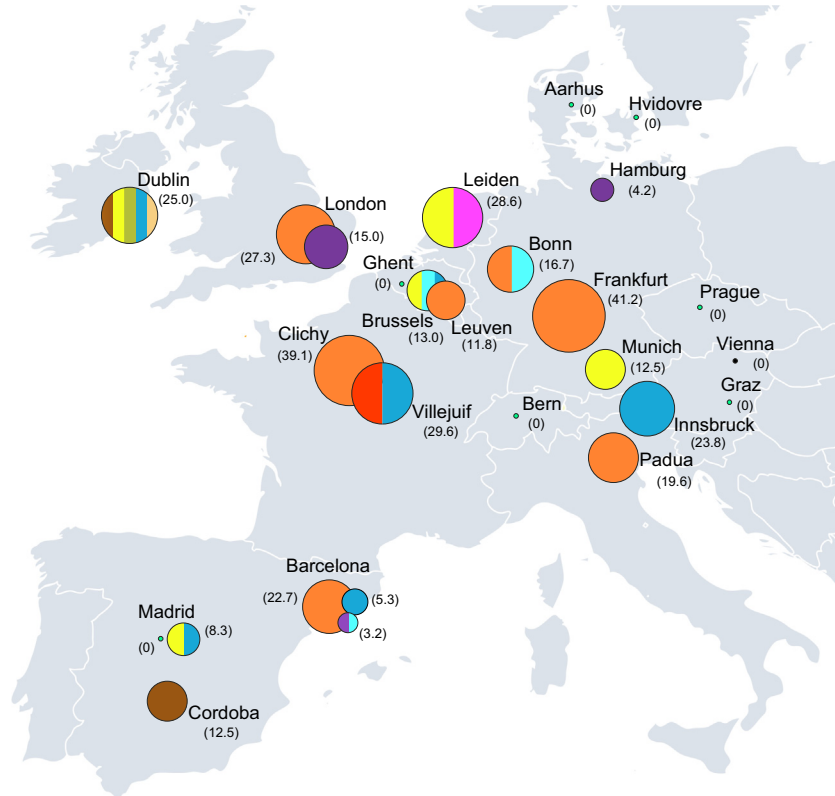 Aarhus
(0)
Hvidovre
(0)
Hamburg
(4.2)
Dublin
(25.0)
London
(15.0)
(27.3)
Leiden
(28.6)
Bonn
(16.7)
Ghent
(0)
Frankfurt
(41.2)
Prague
(0)
Brussels
(13.0)
Leuven
(11.8)
Clichy
(39.1)
Munich
(12.5)
Vienna
(0)
Graz
(0)
Villejuif
(29.6)
Bern
(0)
Innsbruck
(23.8)
Padua
(19.6)
Barcelona
(22.7)
(5.3)
(3.2)
Madrid
(0)
(8.3)
Cordoba
(12.5)